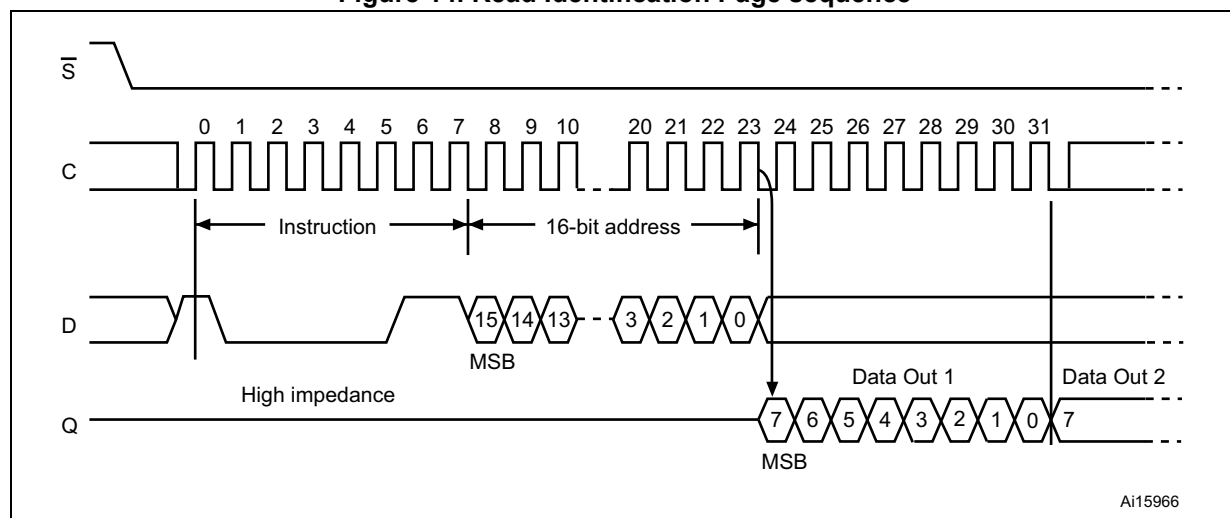 Figure 14. Read Identification Page sequence
S̅
0 1 2 3 4 5 6 7 8 9 10 20 21 22 23 24 25 26 27 28 29 30 31
C
Instruction 16-bit address
D 15 14 13 3 2 1 0
MSB
High impedance Data Out 1 Data Out 2
Q 7 6 5 4 3 2 1 0 7
MSB
Ai15966